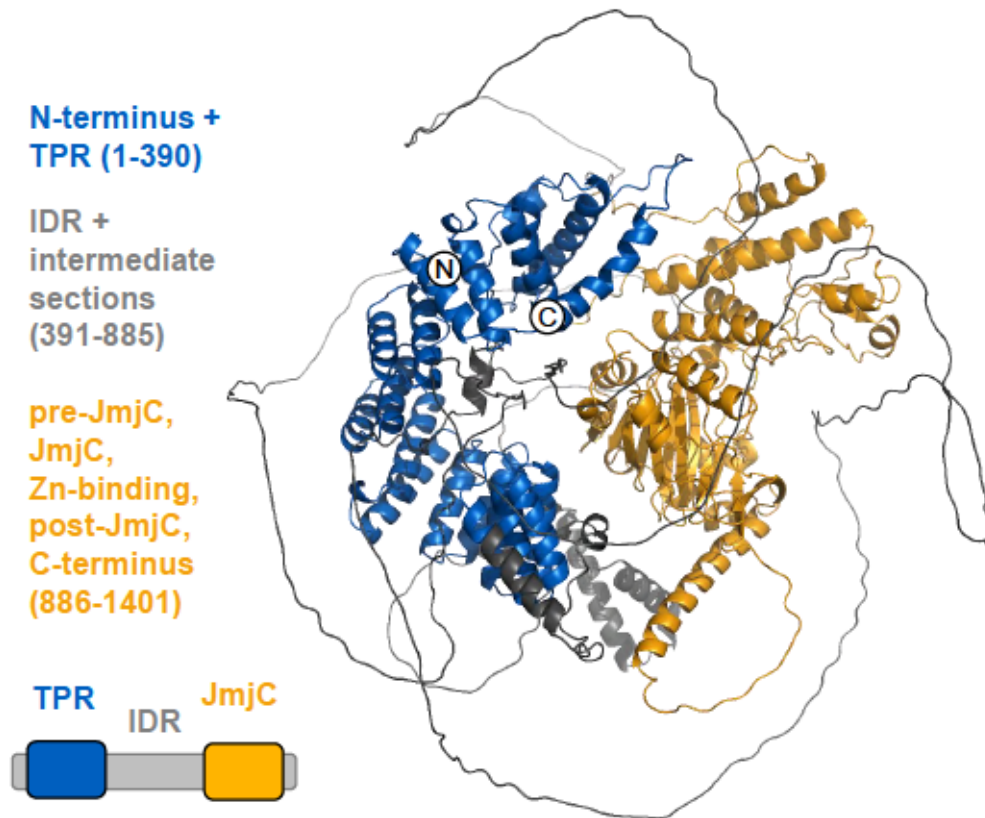 N-terminus +
TPR (1-390)
IDR +
intermediate
sections
(391-885)
pre-JmjC,
JmjC,
Zn-binding,
post-JmjC,
C-terminus
(886-1401)
N
C
TPR
IDR
JmjC